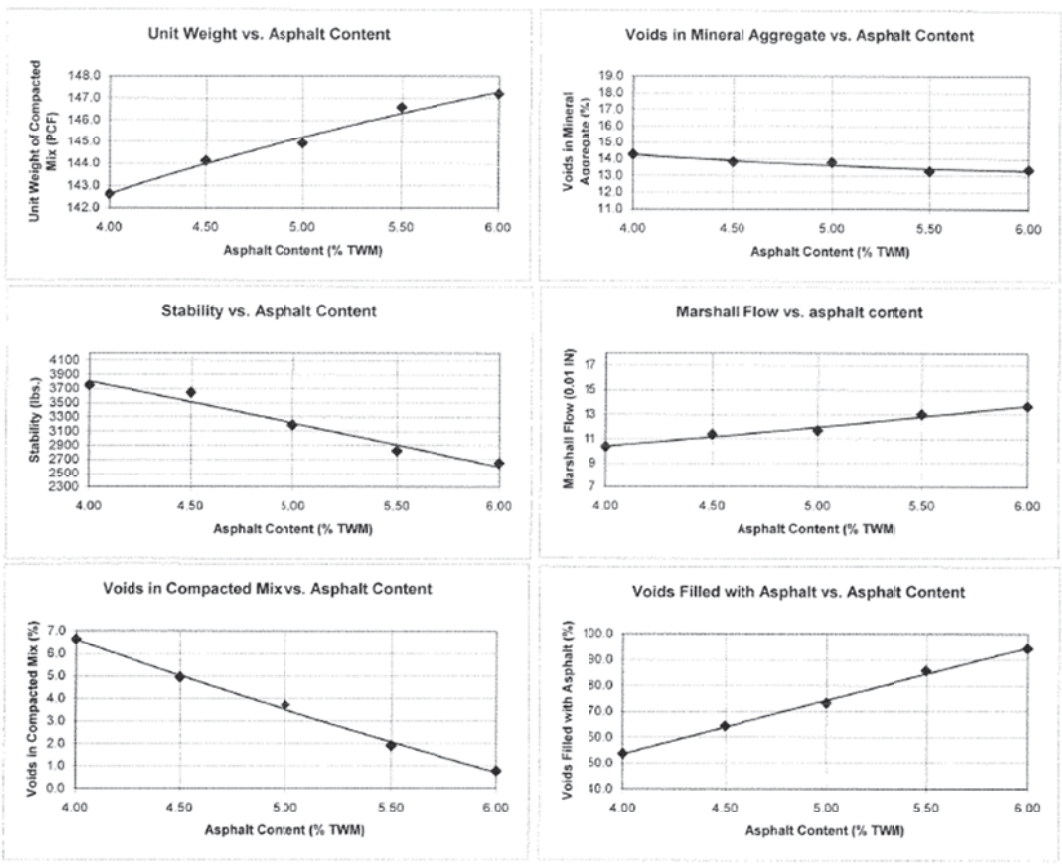 Unit Weight vs. Asphalt Content
Unit Weight of Compacted
Mix (PCF)
148.0
147.0
146.0
145.0
144.0
143.0
142.0
4.00 4.50 5.00 5.50 6.00
Asphalt Content (% TWM)
Voids in Mineral Aggregate vs. Asphalt Content
Voids in Mineral
Aggregate (%)
19.0
18.0
17.0
16.0
15.0
14.0
13.0
12.0
11.0
4.00 4.50 5.00 5.50 6.00
Asphalt Content (% TWM)
Stability vs. Asphalt Content
Stability (lbs.)
4100
3900
3700
3500
3300
3100
2900
2700
2500
2300
4.00 4.50 5.00 5.50 6.00
Asphalt Content (% TWM)
Marshall Flow vs. asphalt content
Marshall Flow (0.01 IN)
17
15
13
11
9
7
4.00 4.50 5.00 5.50 6.00
Asphalt Content (% TWM)
Voids in Compacted Mix vs. Asphalt Content
Voids in Compacted Mix (%)
7.0
6.0
5.0
4.0
3.0
2.0
1.0
0.0
4.00 4.50 5.00 5.50 6.00
Asphalt Content (% TWM)
Voids Filled with Asphalt vs. Asphalt Content
Voids Filled with Asphalt (%)
100.0
90.0
80.0
70.0
60.0
50.0
40.0
4.00 4.50 5.00 5.50 6.00
Asphalt Content (% TWM)